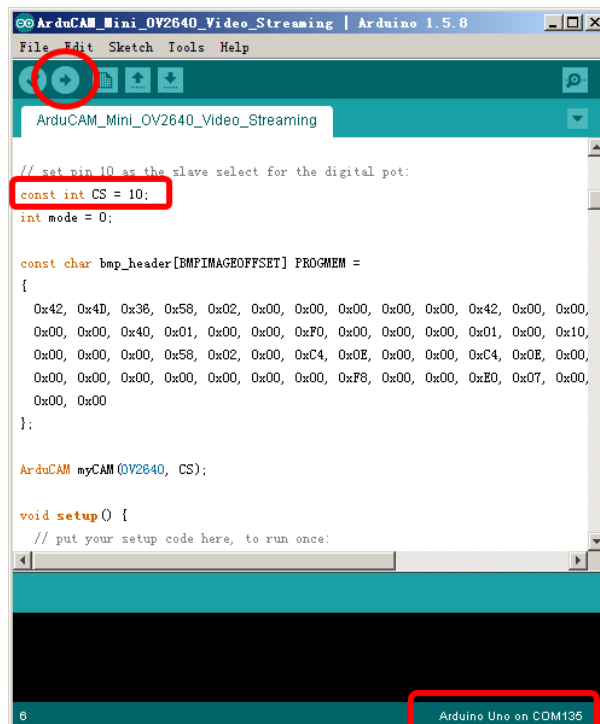 ArduCAM_Mini_OV2640_Video_Streaming | Arduino 1.5.8
File Edit Sketch Tools Help
ArduCAM_Mini_OV2640_Video_Streaming
// set pin 10 as the slave select for the digital pot:
const int CS = 10;
int mode = 0;
const char bmp_header[BMPIMAGEOFFSET] PROGMEM =
{
0x42, 0x4D, 0x36, 0x58, 0x02, 0x00, 0x00, 0x00, 0x00, 0x00, 0x42, 0x00, 0x00,
0x00, 0x00, 0x40, 0x01, 0x00, 0x00, 0xF0, 0x00, 0x00, 0x00, 0x01, 0x00, 0x10,
0x00, 0x00, 0x00, 0x58, 0x02, 0x00, 0xC4, 0x0E, 0x00, 0x00, 0xC4, 0x0E, 0x00,
0x00, 0x00, 0x00, 0x00, 0x00, 0x00, 0x00, 0xF8, 0x00, 0x00, 0xE0, 0x07, 0x00,
0x00, 0x00
};
ArduCAM myCAM(OV2640, CS);
void setup() {
// put your setup code here, to run once:
6
Arduino Uno on COM135